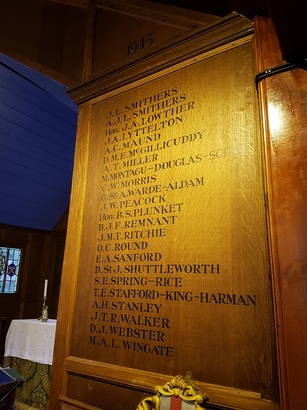 1945
J.L. SMITHERS
A.J.L. SMITHERS
Hon: J.A. LOWTHER
J.A. LYTTELTON
A.C. MAUND
D.M.E. McGILLICUDDY
A.T. MILLER
M. MONTAGU-DOUGLAS-
C.W. MORRIS
G. St A. WARDE-ALDAM
J.W. PEACOCK
Hon: B.S. PLUNKET
B.J.F. REMNANT
J.M.T. RITCHIE
O.C. ROUND
E.A. SANFORD
D. St J. SHUTTLEWORTH
S.E. SPRING-RICE
T.E. STAFFORD-KING-HARMAN
A.H. STANLEY
J.T.R. WALKER
D.J. WEBSTER
M.A.L. WINGATE